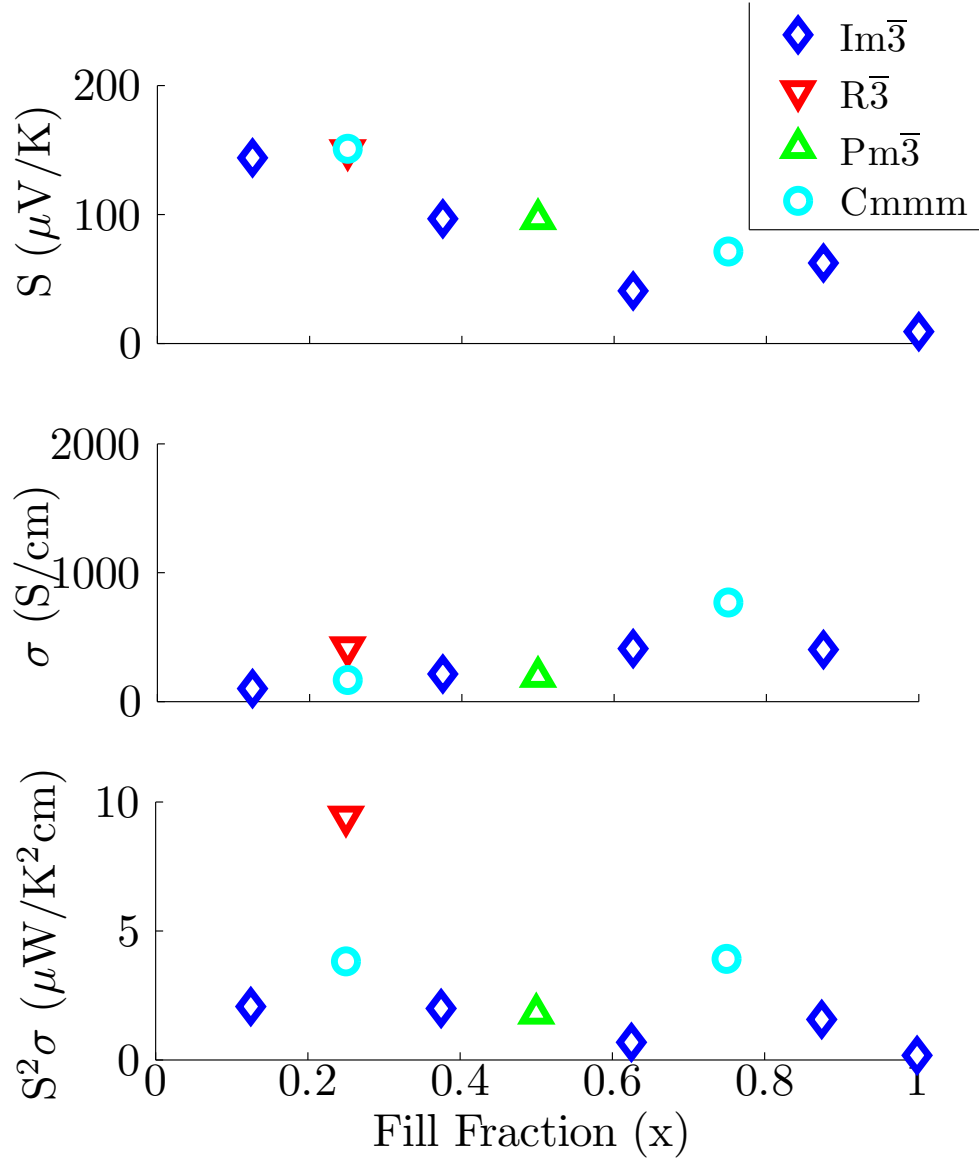 Im3̅
R3̅
Pm3̅
Cmmm
S (μV/K)
200
100
0
σ (S/cm)
2000
1000
0
S²σ (μW/K²cm)
10
5
0
0 0.2 0.4 0.6 0.8 1
Fill Fraction (x)